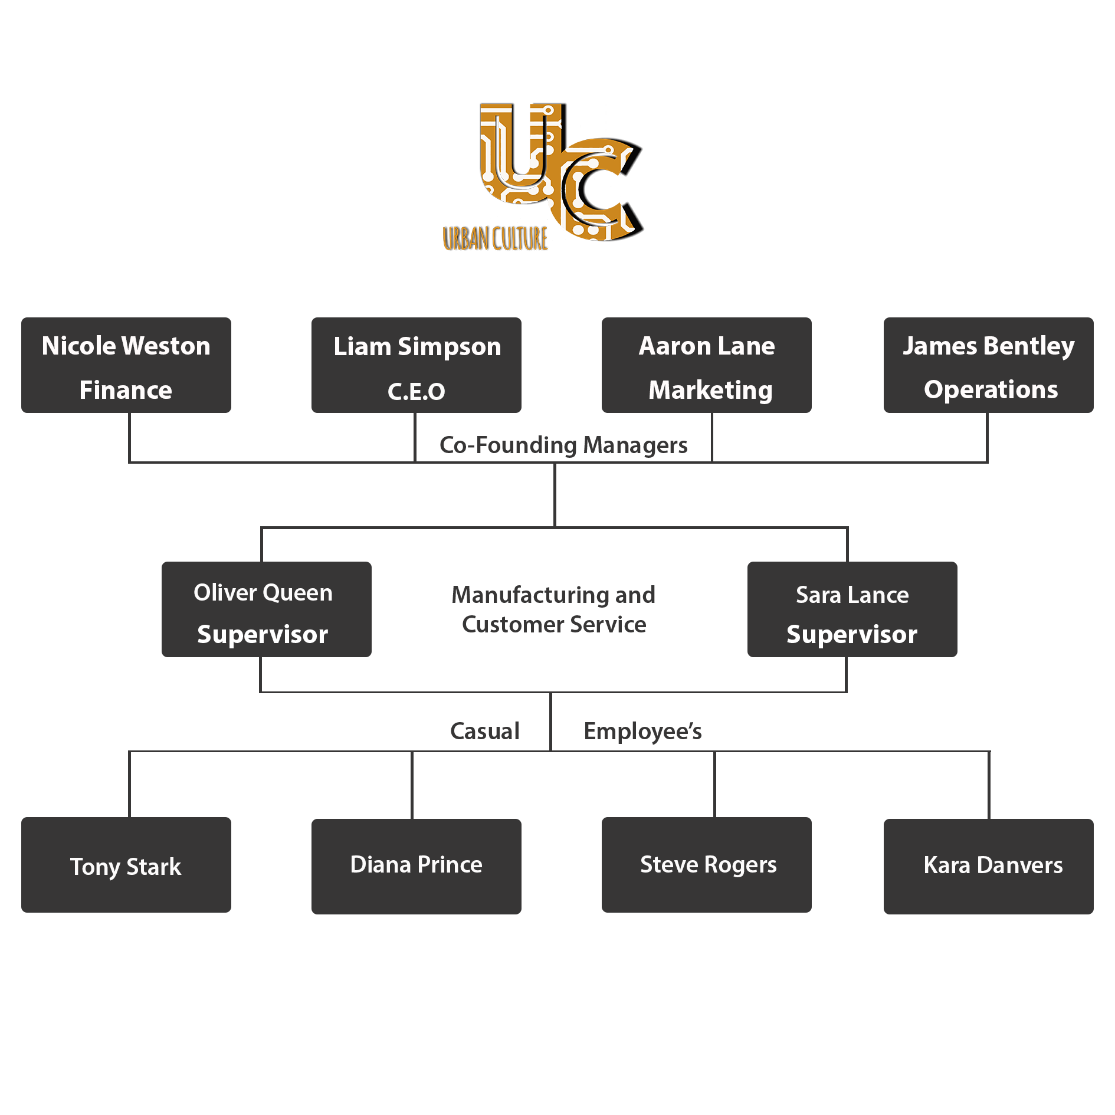 UC
URBAN CULTURE
Nicole Weston
Finance
Liam Simpson
C.E.O
Aaron Lane
Marketing
James Bentley
Operations
Co-Founding Managers
Oliver Queen
Supervisor
Manufacturing and
Customer Service
Sara Lance
Supervisor
Casual Employee’s
Tony Stark
Diana Prince
Steve Rogers
Kara Danvers